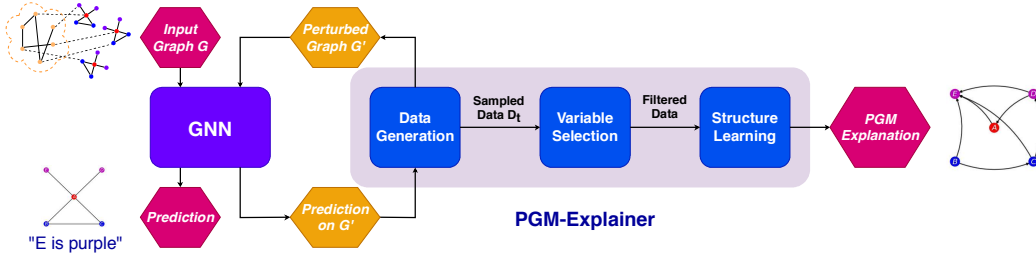 Input
Graph G
Perturbed
Graph G'
GNN
Data
Generation
Sampled
Data Dt
Variable
Selection
Filtered
Data
Structure
Learning
PGM
Explanation
E
D
A
B
C
Prediction
Prediction
on G'
PGM-Explainer
"E is purple"